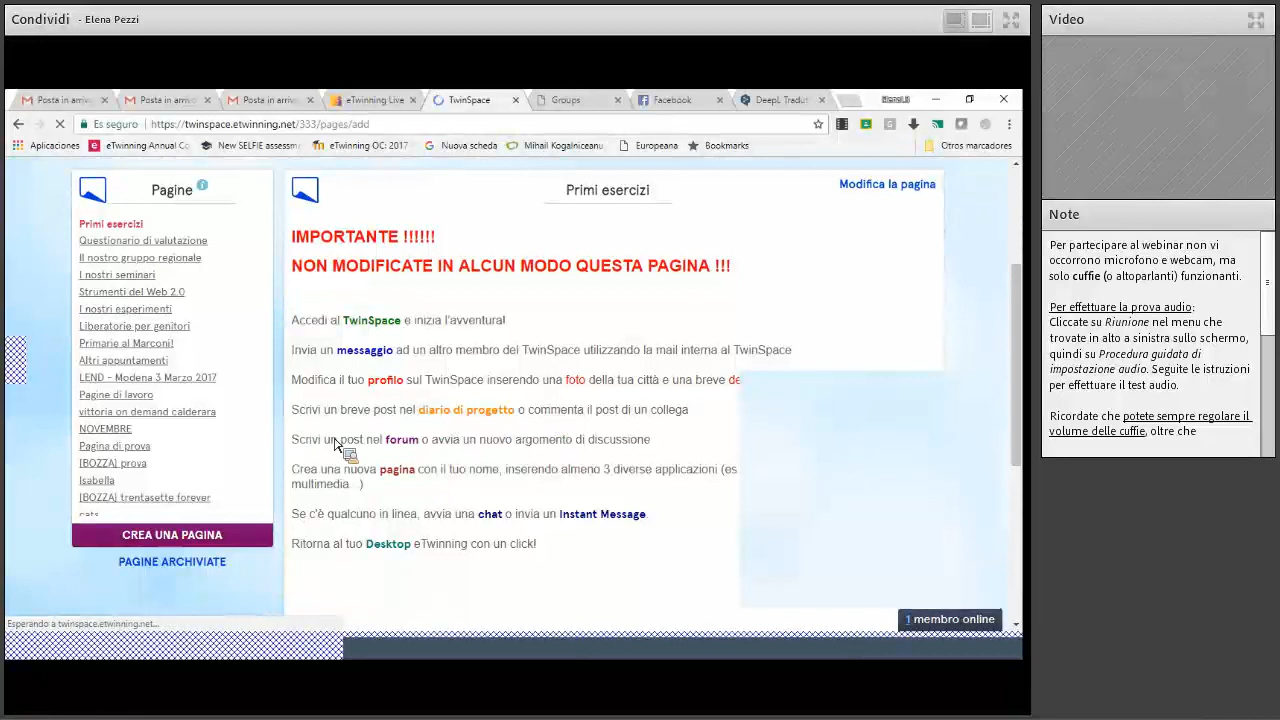 Condividi - Elena Pezzi
Video
Posta in arriv
Posta in arriv
Posta in arriv
eTwinning Live
TwinSpace
Groups
Facebook
DeepL Tradut
Es seguro
https://twinspace.etwinning.net/333/pages/add
Aplicaciones
eTwinning Annual Co
New SELFIE assessm
eTwinning OC: 2017
Nuova scheda
Mihail Kogalniceanu
Europeana
Bookmarks
Otros marcadores
Pagine
Primi esercizi
Questionario di valutazione
Il nostro gruppo regionale
I nostri seminari
Strumenti del Web 2.0
I nostri esperimenti
Liberatorie per genitori
Primarie al Marconi!
Altri appuntamenti
LEND - Modena 3 Marzo 2017
Pagine di lavoro
vittoria on demand calderara
NOVEMBRE
Pagina di prova
[BOZZA] prova
Isabella
[BOZZA] trentasette forever
cats
CREA UNA PAGINA
PAGINE ARCHIVIATE
Primi esercizi
Modifica la pagina
IMPORTANTE !!!!!!
NON MODIFICATE IN ALCUN MODO QUESTA PAGINA !!!
Accedi al TwinSpace e inizia l'avventura!
Invia un messaggio ad un altro membro del TwinSpace utilizzando la mail interna al TwinSpace
Modifica il tuo profilo sul TwinSpace inserendo una foto della tua città e una breve de
Scrivi un breve post nel diario di progetto o commenta il post di un collega
Scrivi un post nel forum o avvia un nuovo argomento di discussione
Crea una nuova pagina con il tuo nome, inserendo almeno 3 diverse applicazioni (es
multimedia ..)
Se c'è qualcuno in linea, avvia una chat o invia un Instant Message.
Ritorna al tuo Desktop eTwinning con un click!
1 membro online
Esperando a twinspace.etwinning.net...
Note
Per partecipare al webinar non vi
occorrono microfono e webcam, ma
solo cuffie (o altoparlanti) funzionanti.
Per effettuare la prova audio:
Cliccate su Riunione nel menu che
trovate in alto a sinistra sullo schermo,
quindi su Procedura guidata di
impostazione audio. Seguite le istruzioni
per effettuare il test audio.
Ricordate che potete sempre regolare il
volume delle cuffie, oltre che